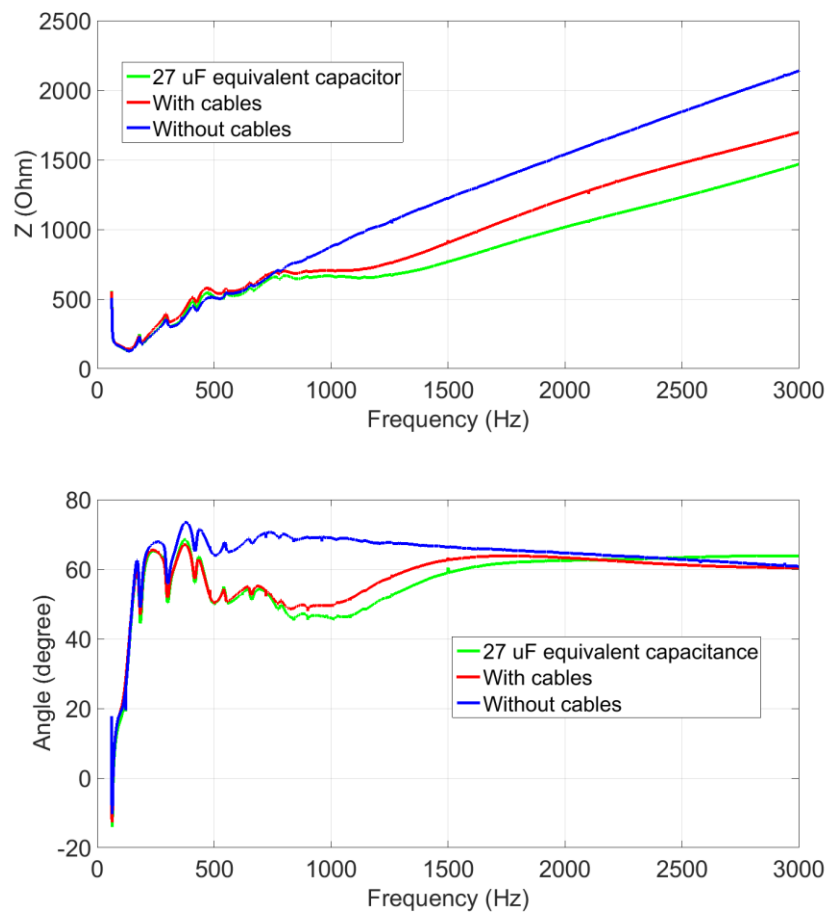 2500
2000
1500
1000
500
0
Z (Ohm)
27 uF equivalent capacitor
With cables
Without cables
0 500 1000 1500 2000 2500 3000
Frequency (Hz)
80
60
40
20
0
-20
Angle (degree)
27 uF equivalent capacitance
With cables
Without cables
0 500 1000 1500 2000 2500 3000
Frequency (Hz)